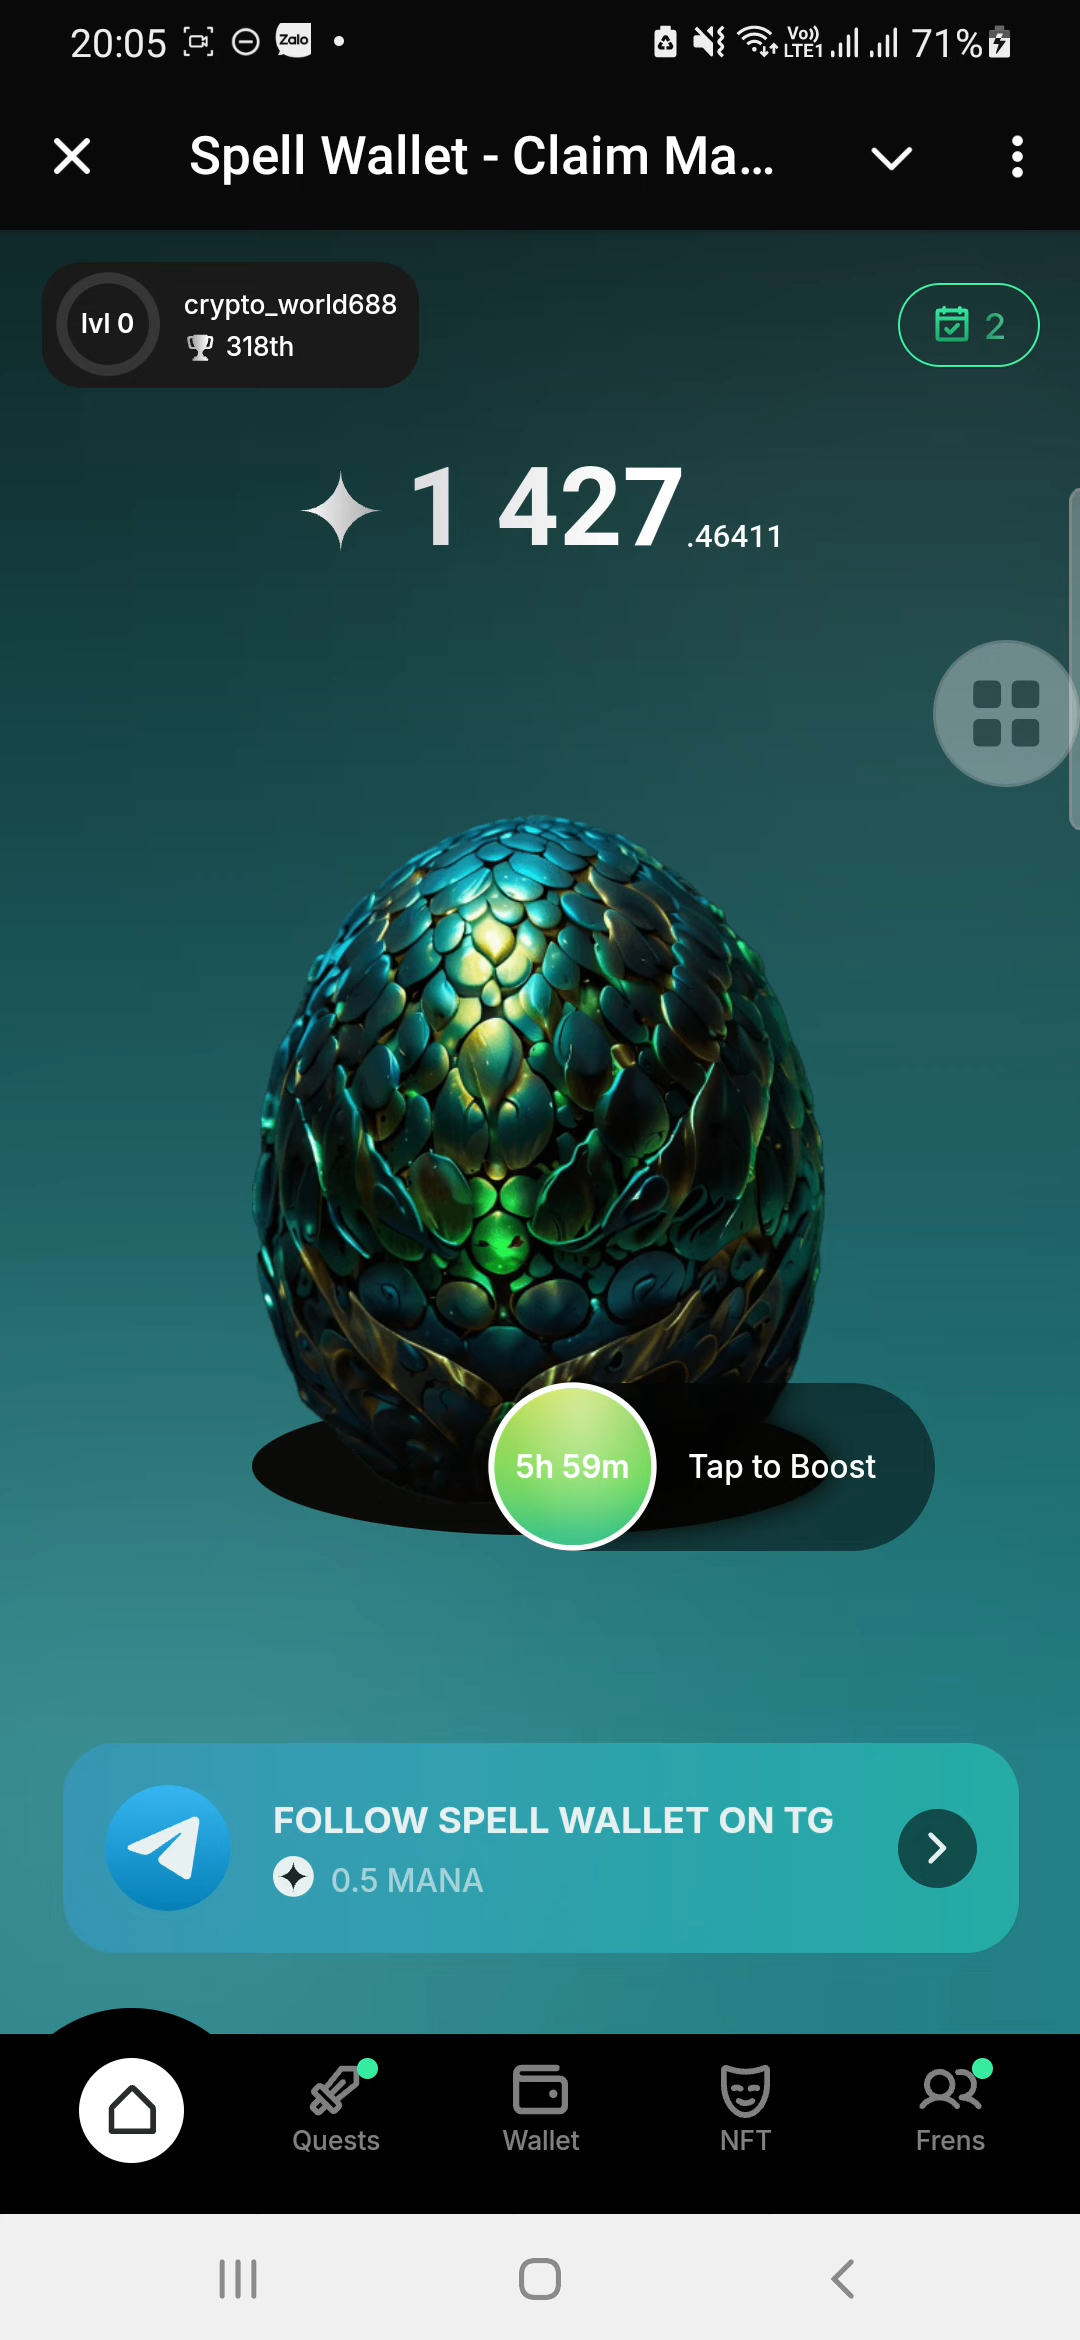 20:05
Zalo
Vo))
LTE1
71%
Spell Wallet - Claim Ma...
lvl 0
crypto_world688
318th
2
1 427.46411
5h 59m
Tap to Boost
FOLLOW SPELL WALLET ON TG
0.5 MANA
Quests
Wallet
NFT
Frens